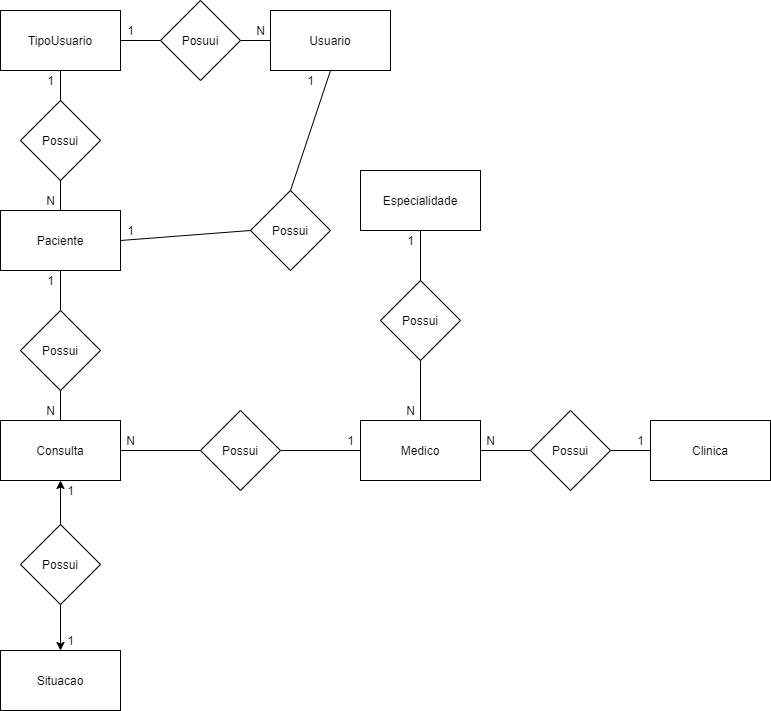 TipoUsuario
1
Posuui
N
Usuario
1
1
Possui
N
Paciente
1
Possui
Especialidade
1
1
Possui
Possui
N
N
Consulta
N
Possui
1
Medico
N
Possui
1
Clinica
1
Possui
1
Situacao